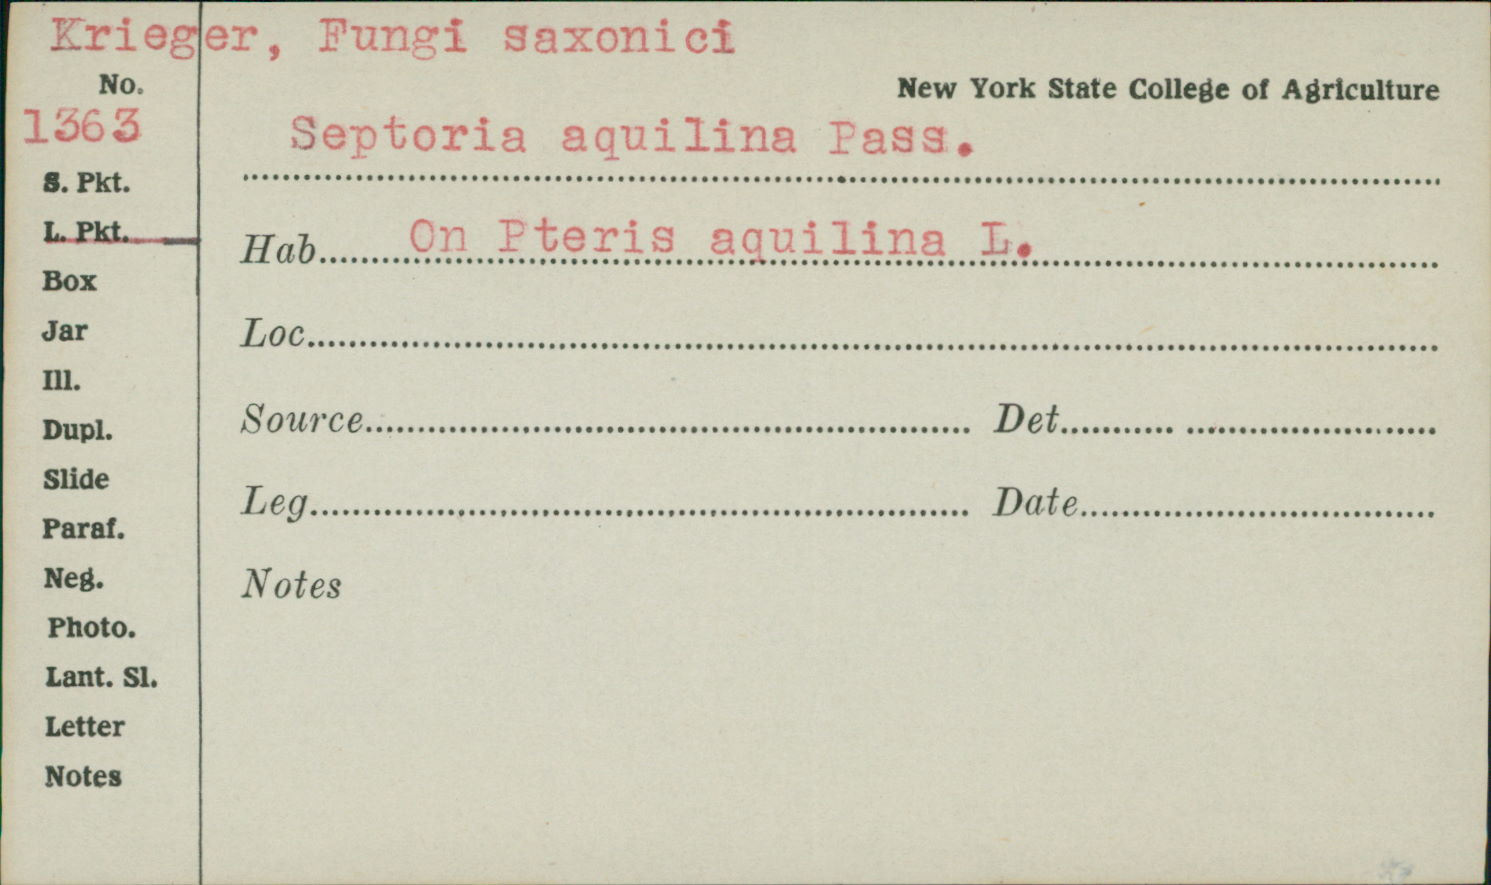 Krieger, Fungi saxonici
No.
New York State College of Agriculture
1363
Septoria aquilina Pass.
S. Pkt.
L. Pkt.
Hab. On Pteris aquilina L.
Box
Jar
Loc.
Ill.
Dupl.
Source Det.
Slide
Leg. Date
Paraf.
Neg.
Notes
Photo.
Lant. Sl.
Letter
Notes